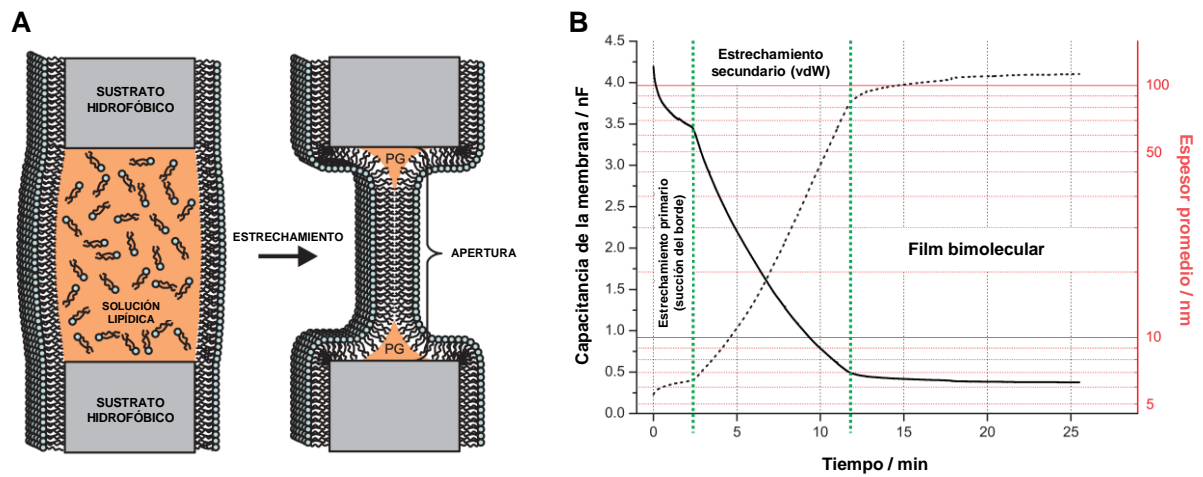 A
SUSTRATO
HIDROFÓBICO
SOLUCIÓN
LIPÍDICA
SUSTRATO
HIDROFÓBICO
ESTRECHAMIENTO
PG
PG
APERTURA
B
Capacitancia de la membrana / nF
4.5
4.0
3.5
3.0
2.5
2.0
1.5
1.0
0.5
0.0
Estrechamiento primario
(succión del borde)
Estrechamiento
secundario (vdW)
Film bimolecular
100
50
10
5
Espesor promedio / nm
0
5
10
15
20
25
Tiempo / min